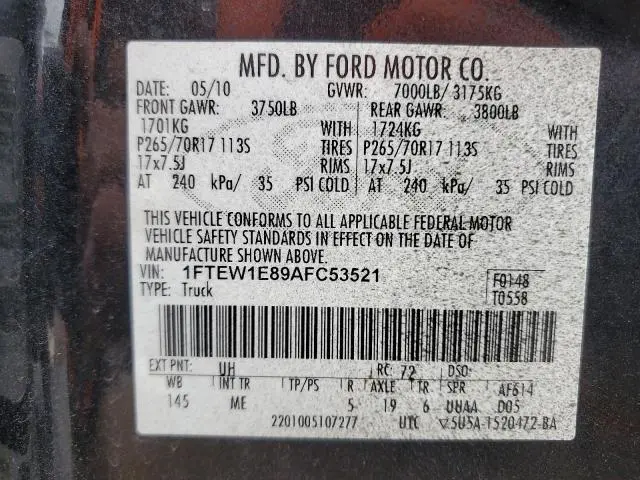 MFD. BY FORD MOTOR CO.
DATE: 05/10 GVWR: 7000LB/ 3175KG
FRONT GAWR: 3750LB REAR GAWR: 3800LB
1701KG WITH 1724KG WITH
P265/70R17 113S TIRES P265/70R17 113S TIRES
17x7.5J RIMS 17x7.5J RIMS
AT 240 kPa/ 35 PSI COLD AT 240 kPa/ 35 PSI COLD
THIS VEHICLE CONFORMS TO ALL APPLICABLE FEDERAL MOTOR
VEHICLE SAFETY STANDARDS IN EFFECT ON THE DATE OF
MANUFACTURE SHOWN ABOVE.
VIN: 1FTEW1E89AFC53521 F0148
TYPE: Truck T0558
EXT PNT: UH RC: 72 DSO:
WB INT TR TP/PS R AXLE TR SPR AF614
145 ME 5 19 6 UUAA D05
2201005107277 UTC 5U5A-1520472-BA